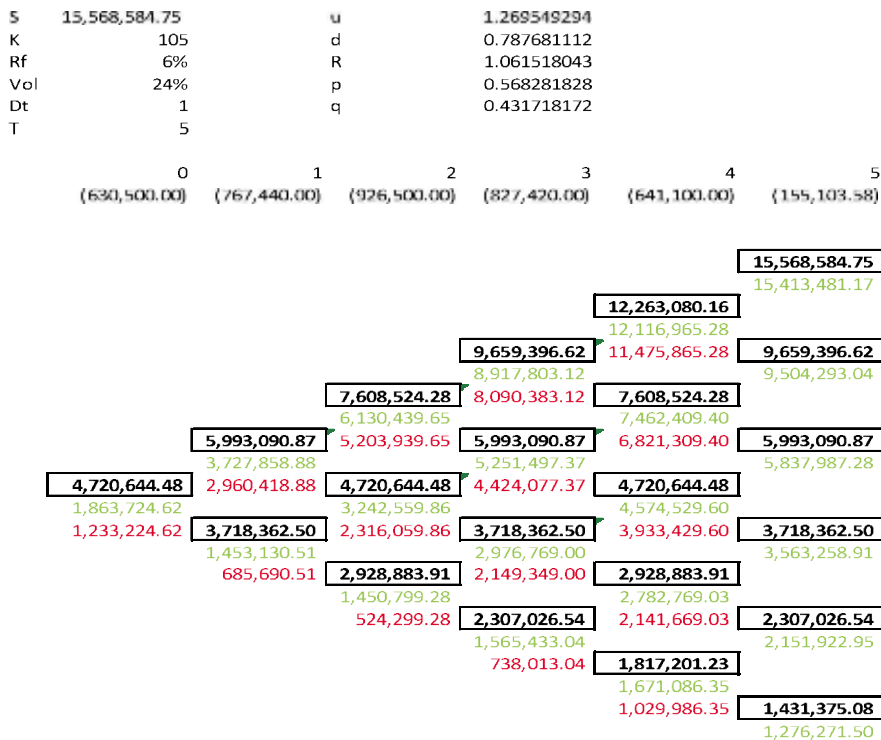 S 15,568,584.75 u 1.269549294
K 105 d 0.787681112
Rf 6% R 1.061518043
Vol 24% p 0.568281828
Dt 1 q 0.431718172
T 5
0 1 2 3 4 5
(630,500.00) (767,440.00) (926,500.00) (827,420.00) (641,100.00) (155,103.58)
15,568,584.75
15,413,481.17
12,263,080.16
12,116,965.28
9,659,396.62 11,475,865.28 9,659,396.62
8,917,803.12 9,504,293.04
7,608,524.28 8,090,383.12 7,608,524.28
6,130,439.65 7,462,409.40
5,993,090.87 5,203,939.65 5,993,090.87 6,821,309.40 5,993,090.87
3,727,858.88 5,251,497.37 5,837,987.28
4,720,644.48 2,960,418.88 4,720,644.48 4,424,077.37 4,720,644.48
1,863,724.62 3,242,559.86 4,574,529.60
1,233,224.62 3,718,362.50 2,316,059.86 3,718,362.50 3,933,429.60 3,718,362.50
1,453,130.51 2,976,769.00 3,563,258.91
685,690.51 2,928,883.91 2,149,349.00 2,928,883.91
1,450,799.28 2,782,769.03
524,299.28 2,307,026.54 2,141,669.03 2,307,026.54
1,565,433.04 2,151,922.95
738,013.04 1,817,201.23
1,671,086.35
1,029,986.35 1,431,375.08
1,276,271.50